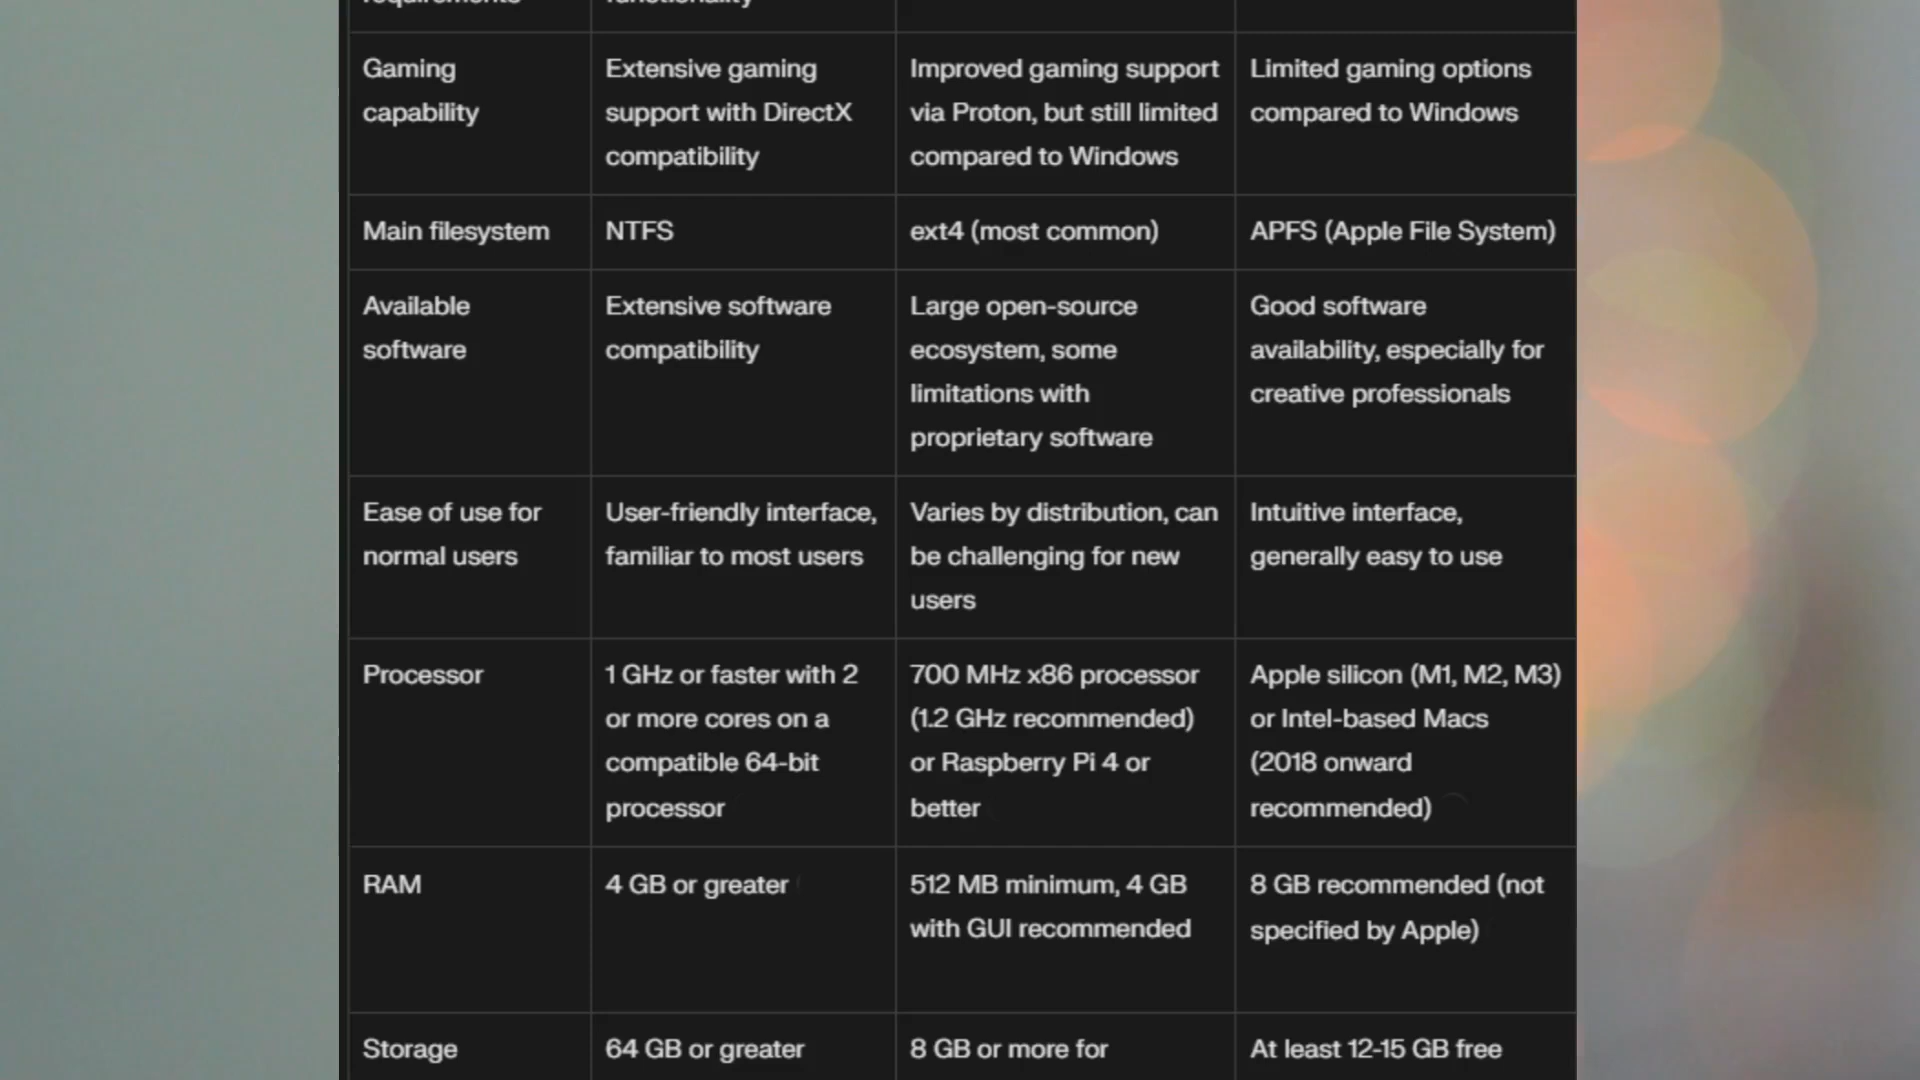 requirements
functionality
Gaming
capability
Extensive gaming
support with DirectX
compatibility
Improved gaming support
via Proton, but still limited
compared to Windows
Limited gaming options
compared to Windows
Main filesystem
NTFS
ext4 (most common)
APFS (Apple File System)
Available
software
Extensive software
compatibility
Large open-source
ecosystem, some
limitations with
proprietary software
Good software
availability, especially for
creative professionals
Ease of use for
normal users
User-friendly interface,
familiar to most users
Varies by distribution, can
be challenging for new
users
Intuitive interface,
generally easy to use
Processor
1 GHz or faster with 2
or more cores on a
compatible 64-bit
processor
700 MHz x86 processor
(1.2 GHz recommended)
or Raspberry Pi 4 or
better
Apple silicon (M1, M2, M3)
or Intel-based Macs
(2018 onward
recommended)
RAM
4 GB or greater
512 MB minimum, 4 GB
with GUI recommended
8 GB recommended (not
specified by Apple)
Storage
64 GB or greater
8 GB or more for
At least 12-15 GB free